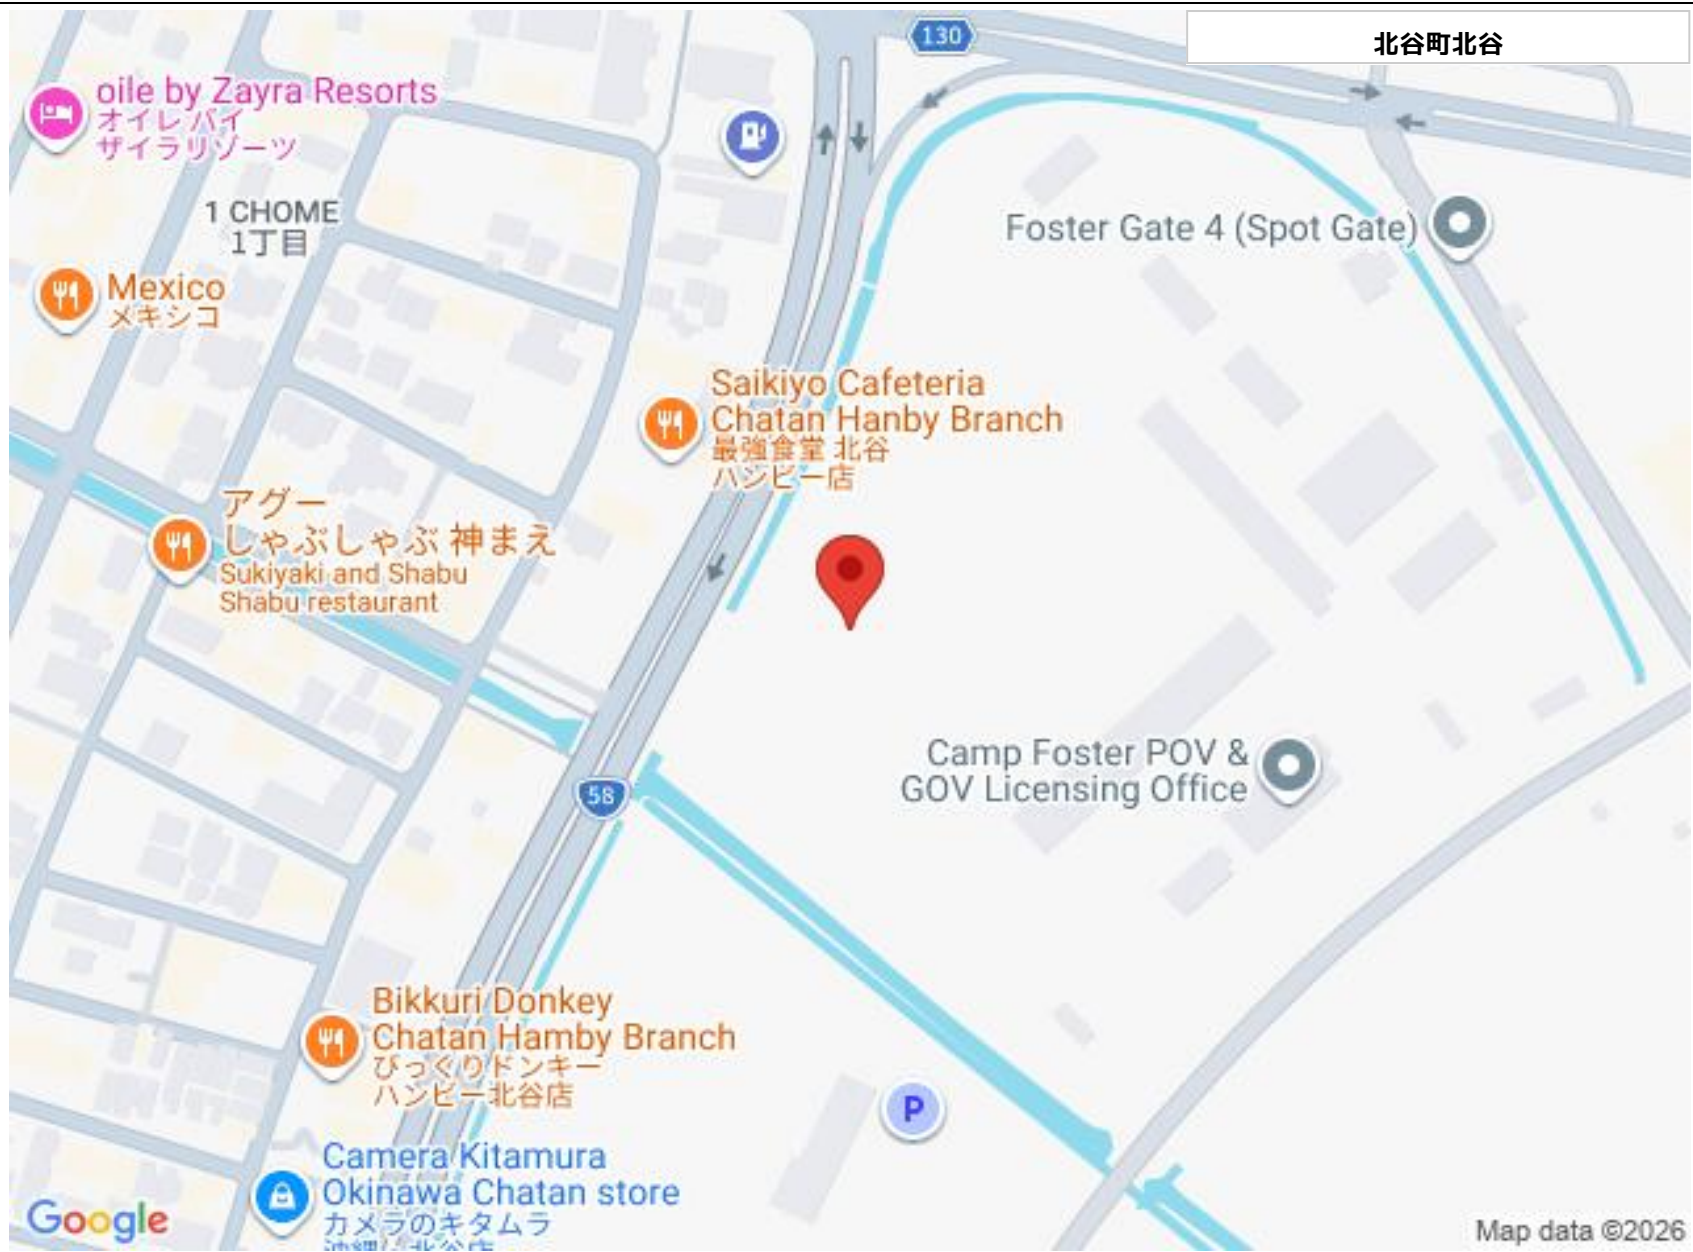 北谷町北谷
130
oile by Zayra Resorts
オイレ バイ
ザイラリゾーツ
1 CHOME
1丁目
Foster Gate 4 (Spot Gate)
Mexico
メキシコ
Saikiyo Cafeteria
Chatan Hanby Branch
最強食堂 北谷
ハンビー店
アグー
しゃぶしゃぶ 神まえ
Sukiyaki and Shabu
Shabu restaurant
Camp Foster POV &
GOV Licensing Office
58
Bikkuri Donkey
Chatan Hamby Branch
びっくりドンキー
ハンビー北谷店
P
Camera Kitamura
Okinawa Chatan store
カメラのキタムラ
Google
Map data ©2026